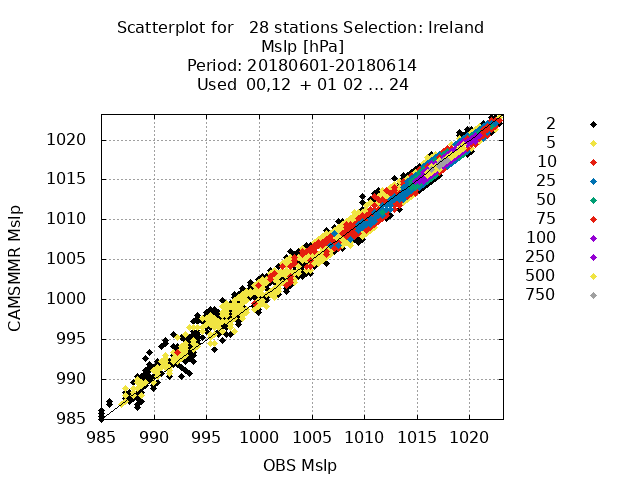 Scatterplot for   28 stations Selection: Ireland
Mslp [hPa]
Period: 20180601-20180614
Used  00,12  + 01 02 ... 24
CAMSMMR Mslp
1020
1015
1010
1005
1000
995
990
985
985 990 995 1000 1005 1010 1015 1020
OBS Mslp
2
5
10
25
50
75
100
250
500
750